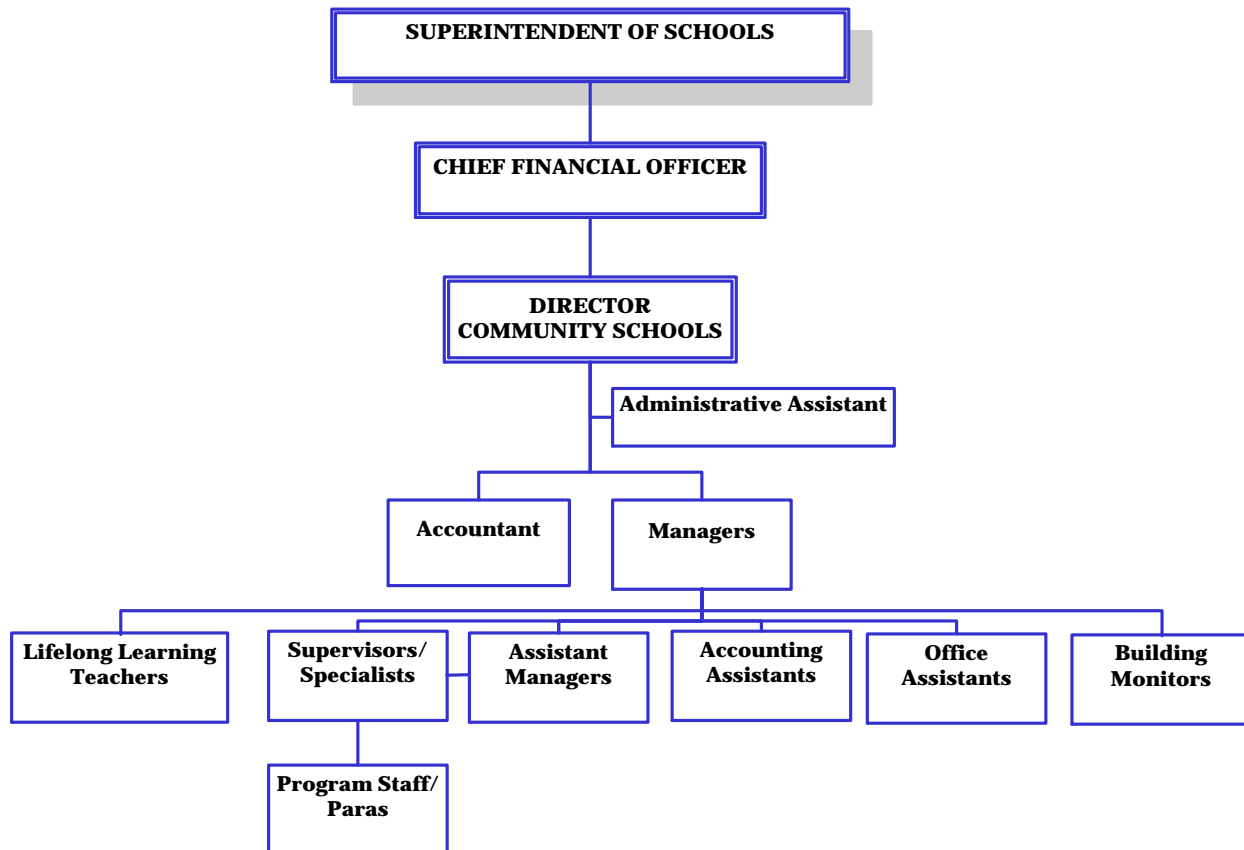 SUPERINTENDENT OF SCHOOLS
CHIEF FINANCIAL OFFICER
DIRECTOR
COMMUNITY SCHOOLS
Administrative Assistant
Accountant
Managers
Lifelong Learning
Teachers
Supervisors/
Specialists
Assistant
Managers
Accounting
Assistants
Office
Assistants
Building
Monitors
Program Staff/
Paras